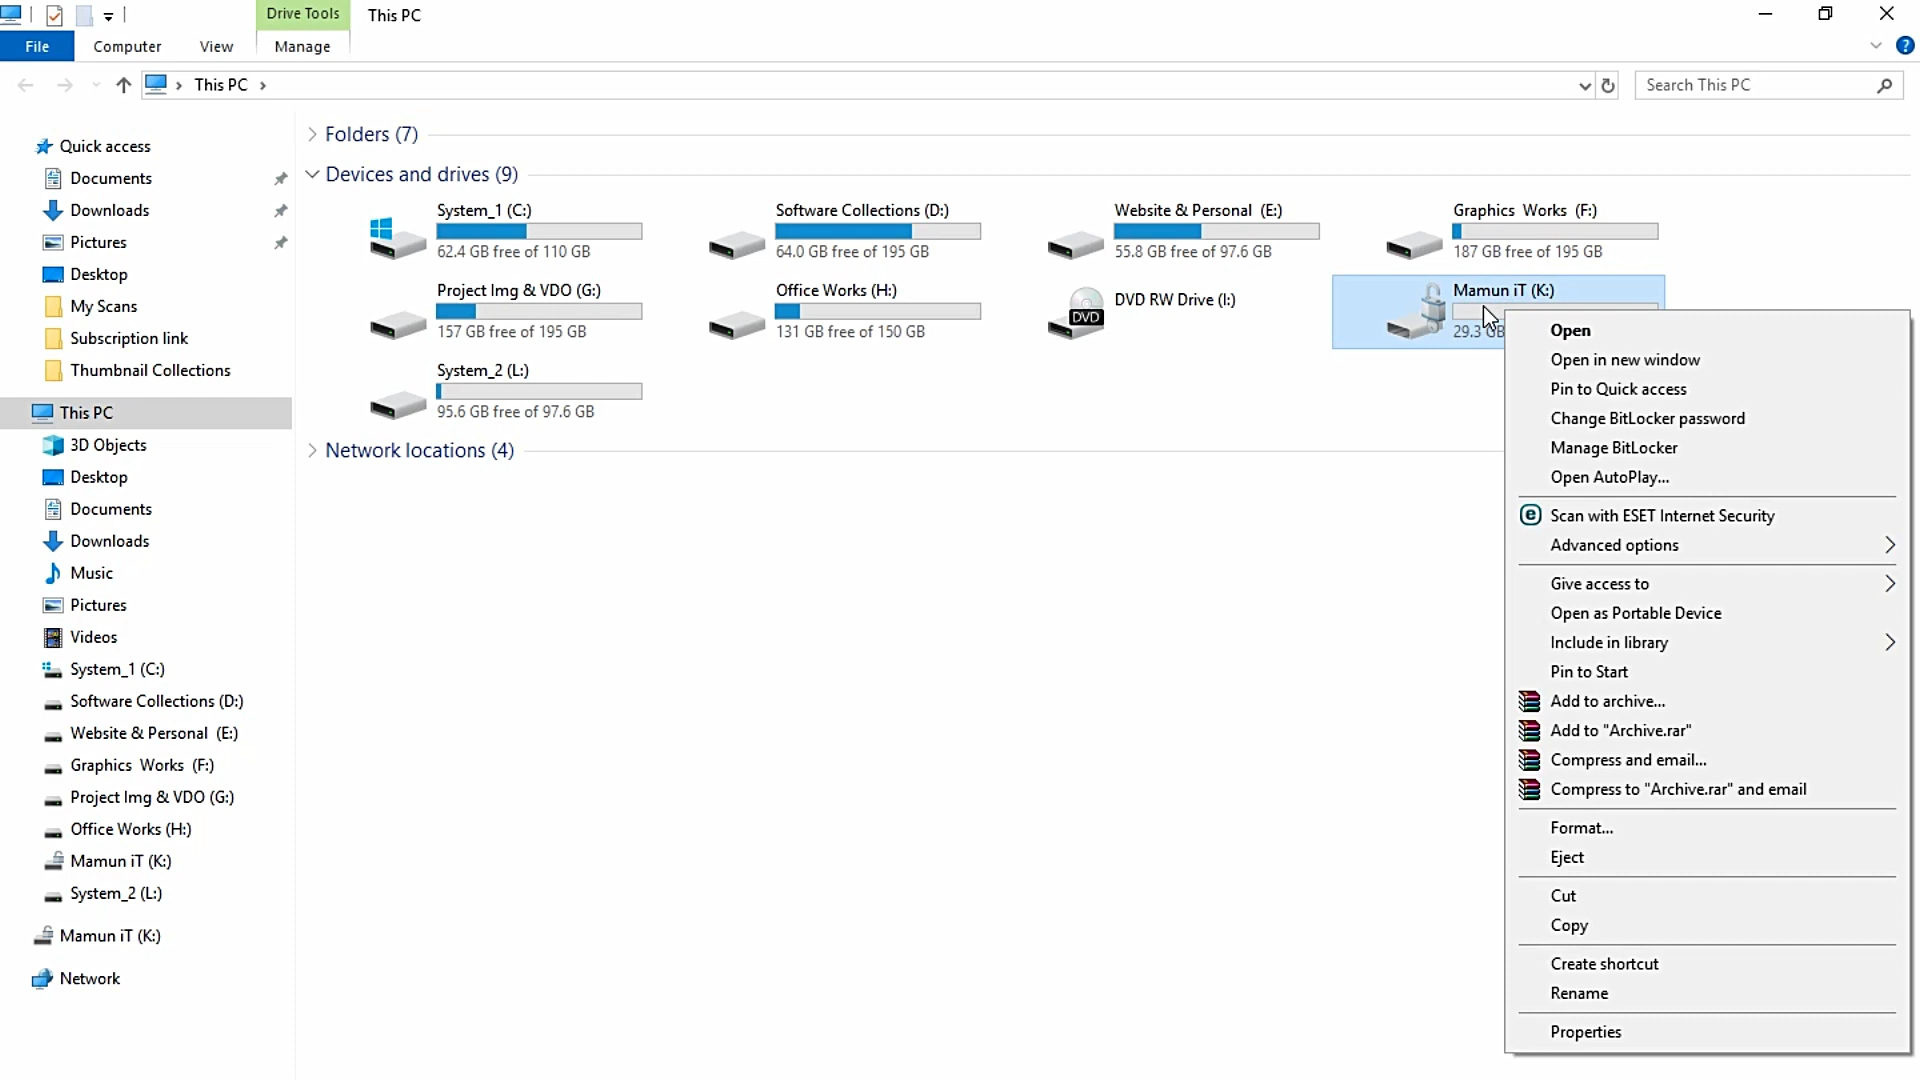 Drive Tools
This PC
File
Computer
View
Manage
This PC
Search This PC
Quick access
Documents
Downloads
Pictures
Desktop
My Scans
Subscription link
Thumbnail Collections
This PC
3D Objects
Desktop
Documents
Downloads
Music
Pictures
Videos
System_1 (C:)
Software Collections (D:)
Website & Personal (E:)
Graphics Works (F:)
Project Img & VDO (G:)
Office Works (H:)
Mamun iT (K:)
System_2 (L:)
Mamun iT (K:)
Network
Folders (7)
Devices and drives (9)
System_1 (C:)
62.4 GB free of 110 GB
Software Collections (D:)
64.0 GB free of 195 GB
Website & Personal (E:)
55.8 GB free of 97.6 GB
Graphics Works (F:)
187 GB free of 195 GB
Project Img & VDO (G:)
157 GB free of 195 GB
Office Works (H:)
131 GB free of 150 GB
DVD
DVD RW Drive (I:)
Mamun iT (K:)
29.3 GB
System_2 (L:)
95.6 GB free of 97.6 GB
Network locations (4)
Open
Open in new window
Pin to Quick access
Change BitLocker password
Manage BitLocker
Open AutoPlay...
e
Scan with ESET Internet Security
Advanced options
Give access to
Open as Portable Device
Include in library
Pin to Start
Add to archive...
Add to "Archive.rar"
Compress and email...
Compress to "Archive.rar" and email
Format...
Eject
Cut
Copy
Create shortcut
Rename
Properties